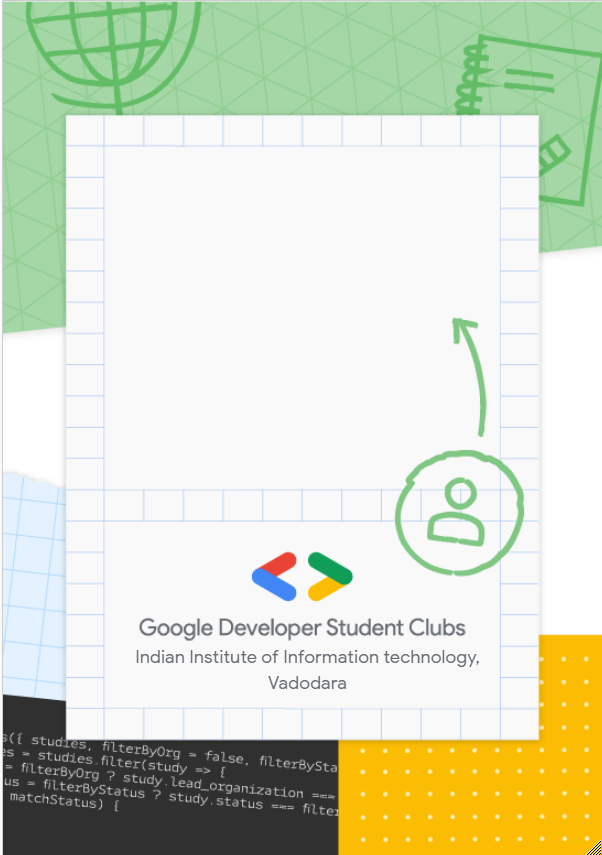 Google Developer Student Clubs
Indian Institute of Information technology,
Vadodara
s({ studies, filterByOrg = false, filterBySta
es = studies.filter(study => {
= filterByOrg ? study.lead_organization ===
us = filterByStatus ? study.status === filter
matchStatus) {